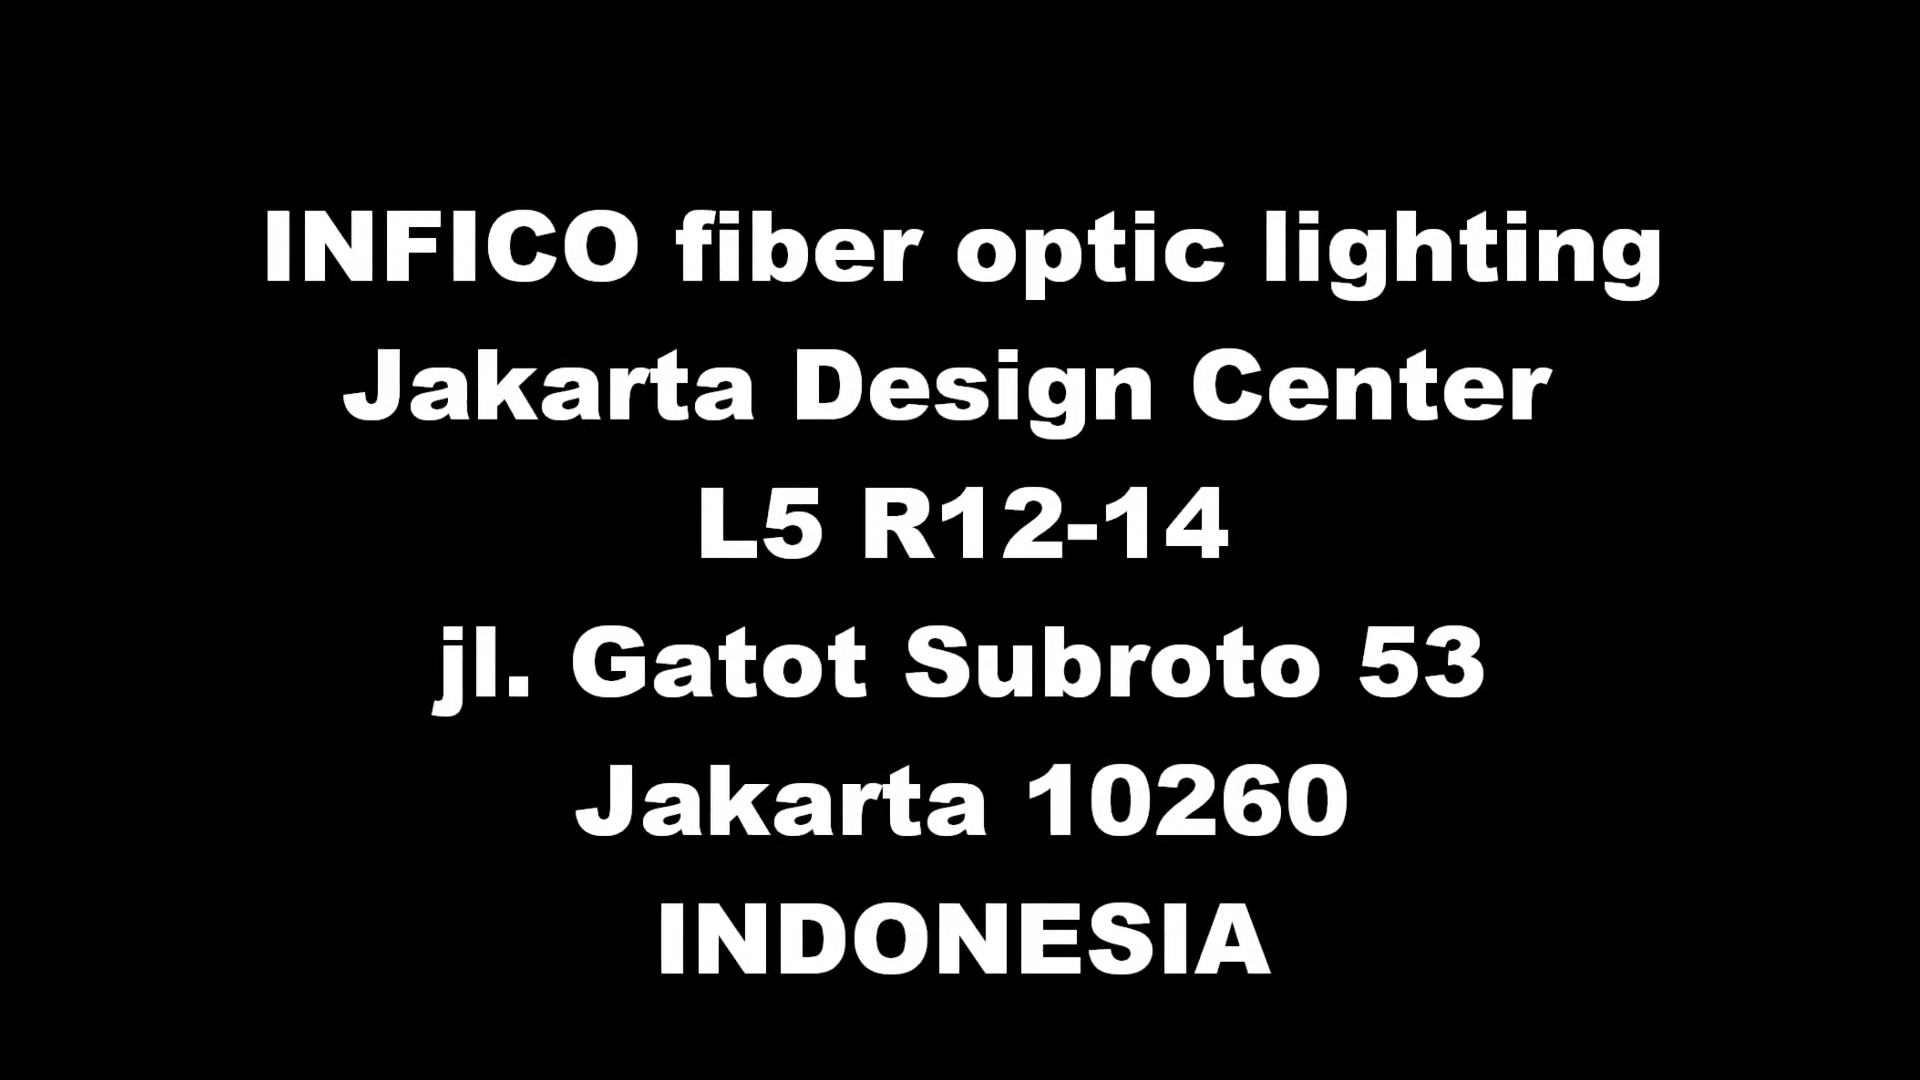 INFICO fiber optic lighting
Jakarta Design Center
L5 R12-14
jl. Gatot Subroto 53
Jakarta 10260
INDONESIA